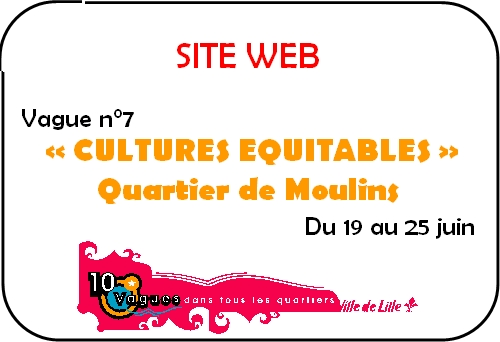 SITE WEB
Vague n°7
« CULTURES EQUITABLES »
Quartier de Moulins
Du 19 au 25 juin
10
Vagues dans tous les quartiers Ville de Lille